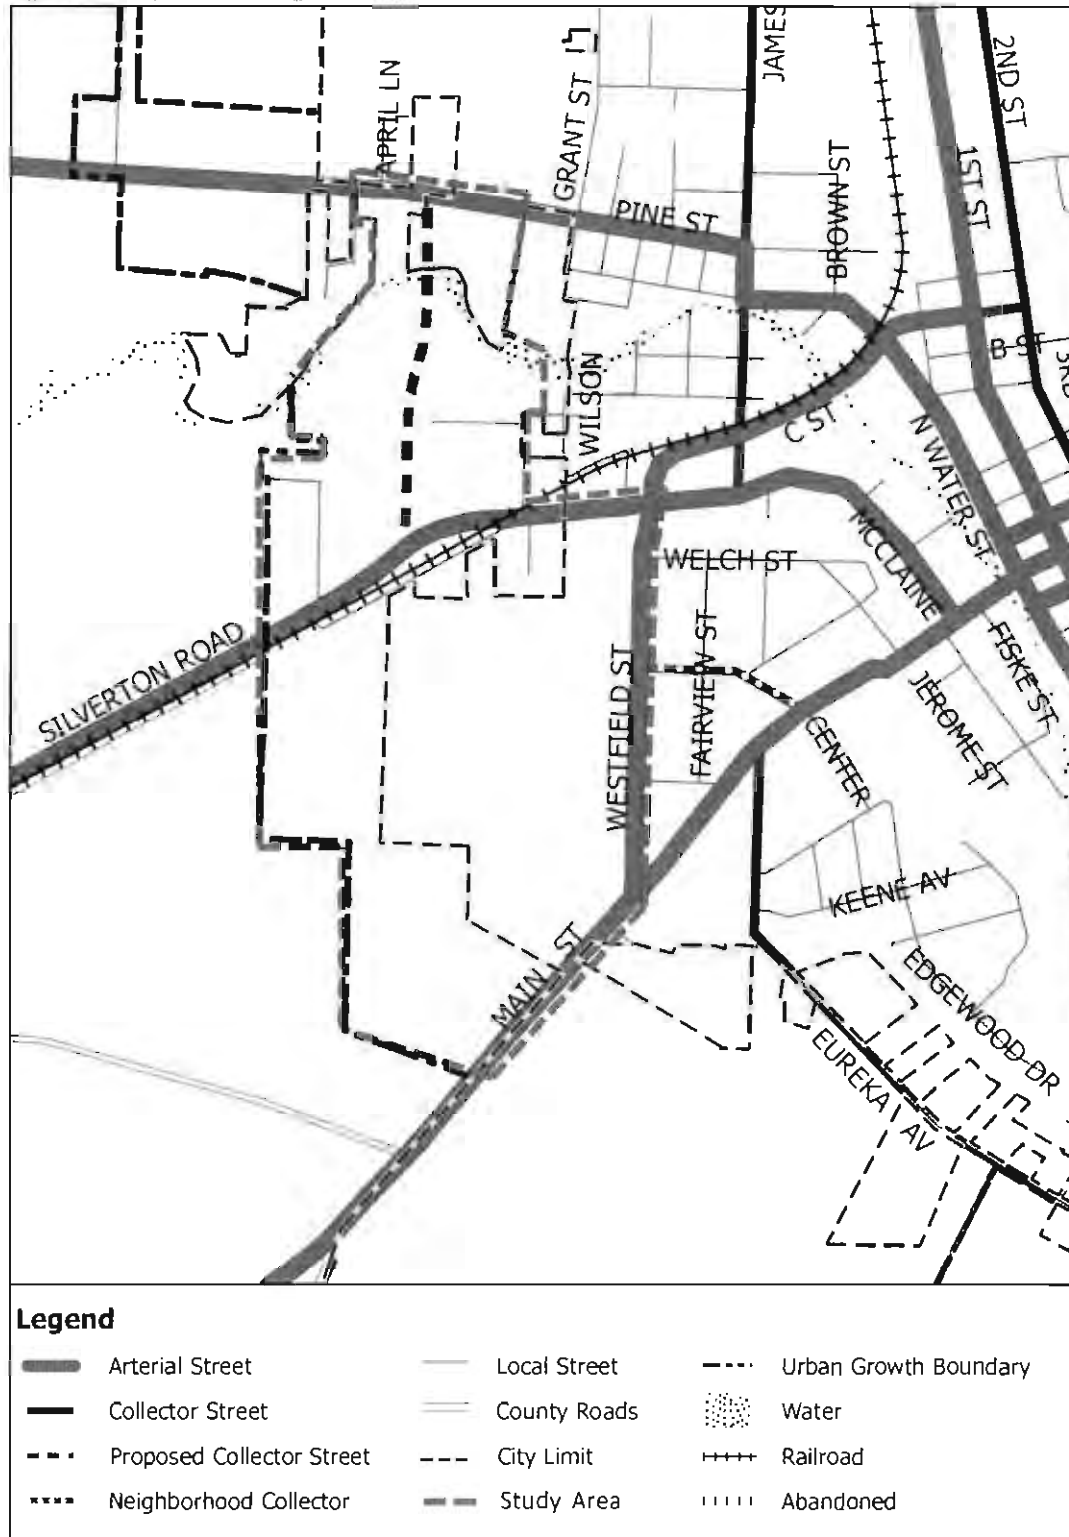 JAMES
2ND ST
APRIL LN
GRANT ST
BROWN ST
1ST ST
PINE ST
B ST
3RD
WILSON
C ST
N WATER ST
MCCLAINE
WELCH ST
FISKE ST
SILVERTON ROAD
WESTFIELD ST
FAIRVIEW ST
JEROME ST
CENTER
KEENE AV
MAIN ST
EDGEWOOD DR
EUREKA AV
Legend
Arterial Street
Collector Street
Proposed Collector Street
Neighborhood Collector
Local Street
County Roads
City Limit
Study Area
Urban Growth Boundary
Water
Railroad
Abandoned